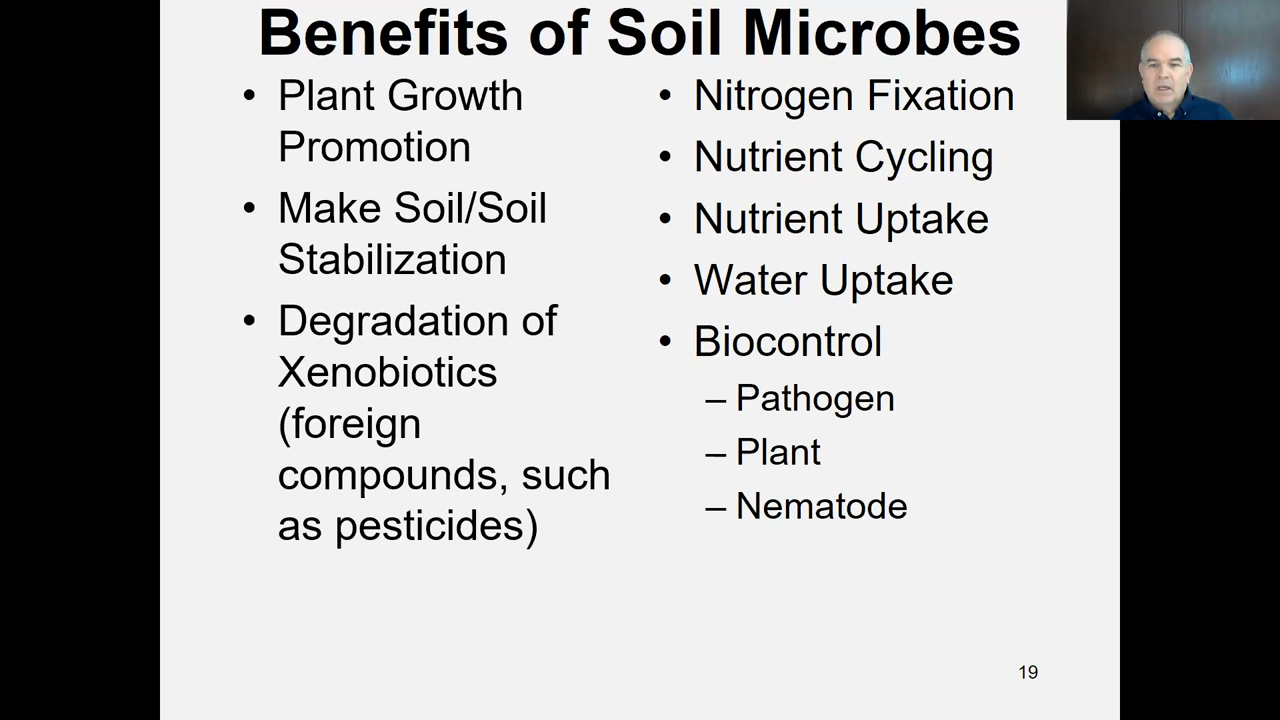 Benefits of Soil Microbes
• Plant Growth
Promotion
• Make Soil/Soil
Stabilization
• Degradation of
Xenobiotics
(foreign
compounds, such
as pesticides)
• Nitrogen Fixation
• Nutrient Cycling
• Nutrient Uptake
• Water Uptake
• Biocontrol
– Pathogen
– Plant
– Nematode
19